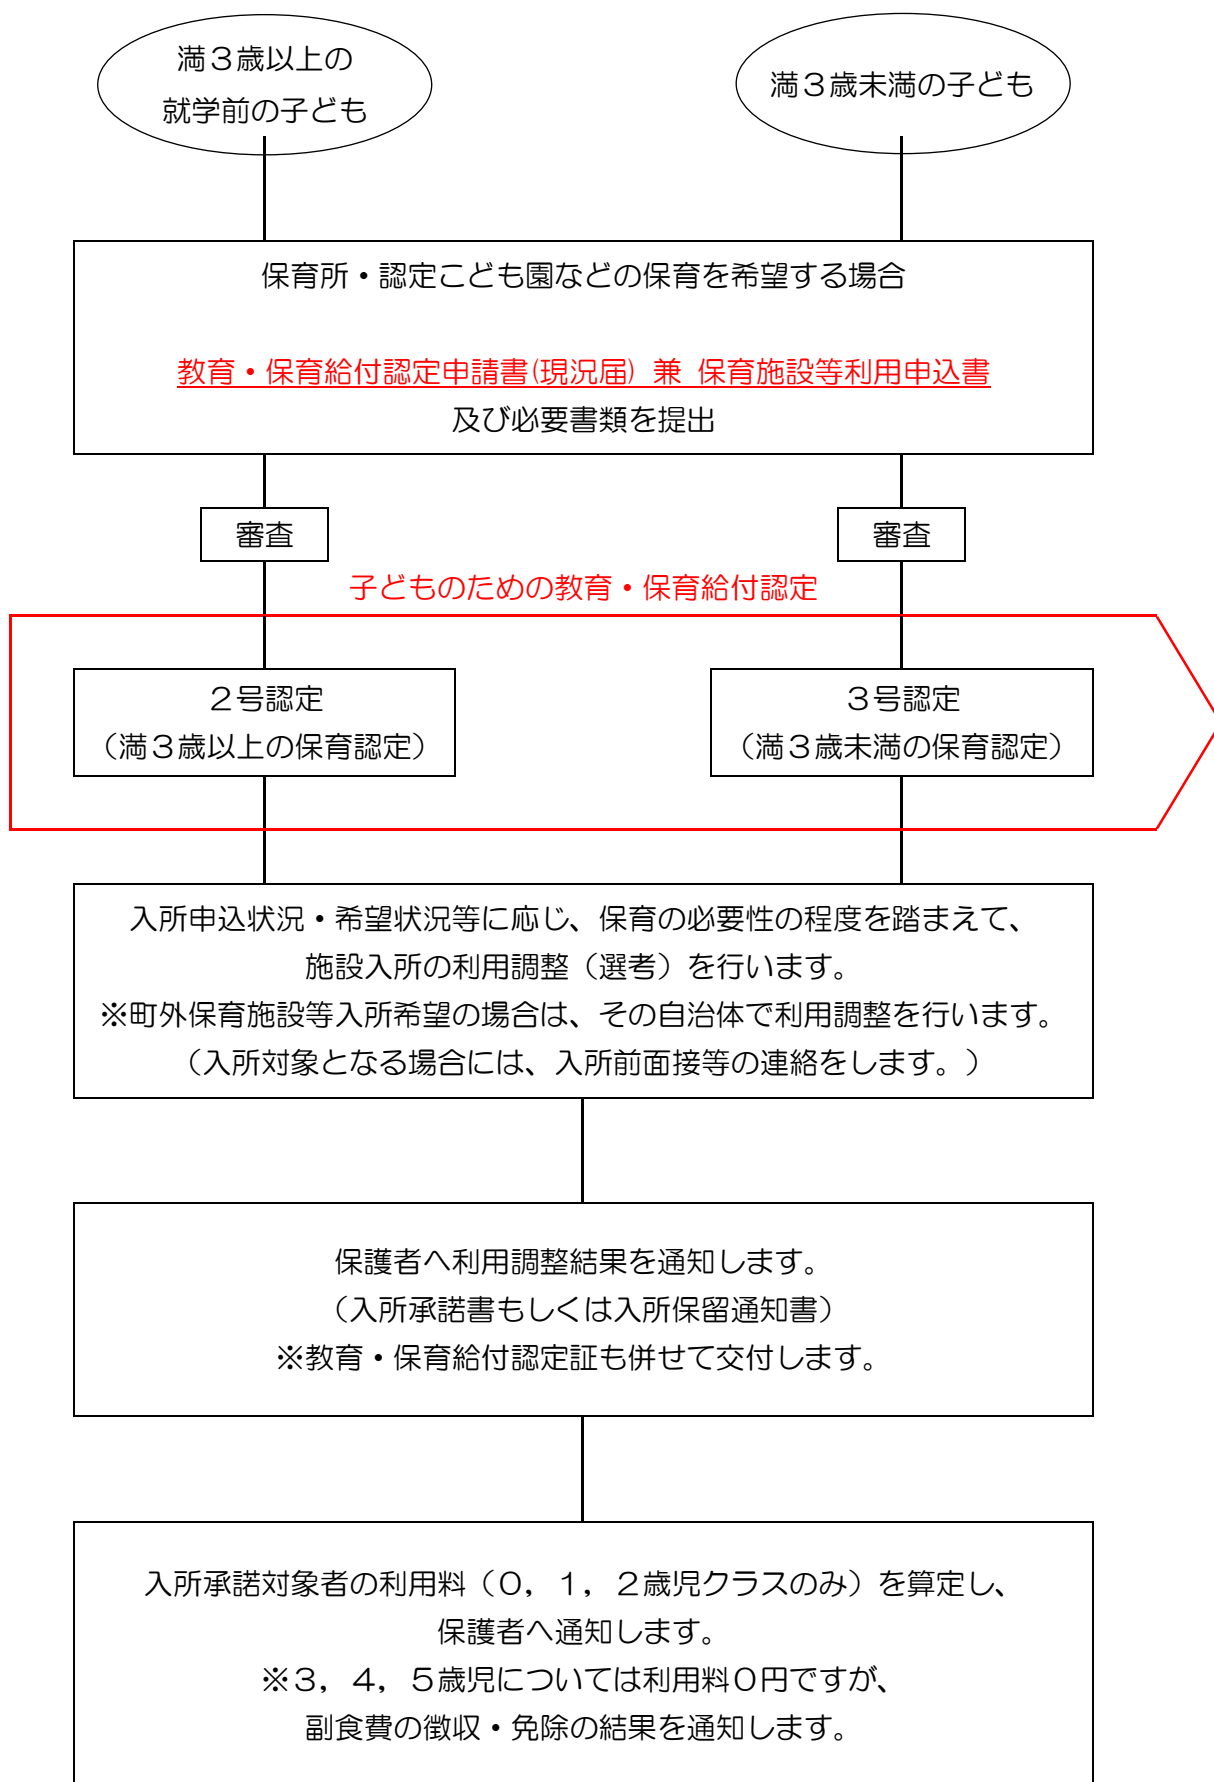 満３歳以上の
就学前の子ども
満３歳未満の子ども
保育所・認定こども園などの保育を希望する場合
教育・保育給付認定申請書(現況届) 兼 保育施設等利用申込書
及び必要書類を提出
審査
審査
子どものための教育・保育給付認定
２号認定
（満３歳以上の保育認定）
３号認定
（満３歳未満の保育認定）
入所申込状況・希望状況等に応じ、保育の必要性の程度を踏まえて、
施設入所の利用調整（選考）を行います。
※町外保育施設等入所希望の場合は、その自治体で利用調整を行います。
（入所対象となる場合には、入所前面接等の連絡をします。）
保護者へ利用調整結果を通知します。
（入所承諾書もしくは入所保留通知書）
※教育・保育給付認定証も併せて交付します。
入所承諾対象者の利用料（０，１，２歳児クラスのみ）を算定し、
保護者へ通知します。
※３，４，５歳児については利用料０円ですが、
副食費の徴収・免除の結果を通知します。